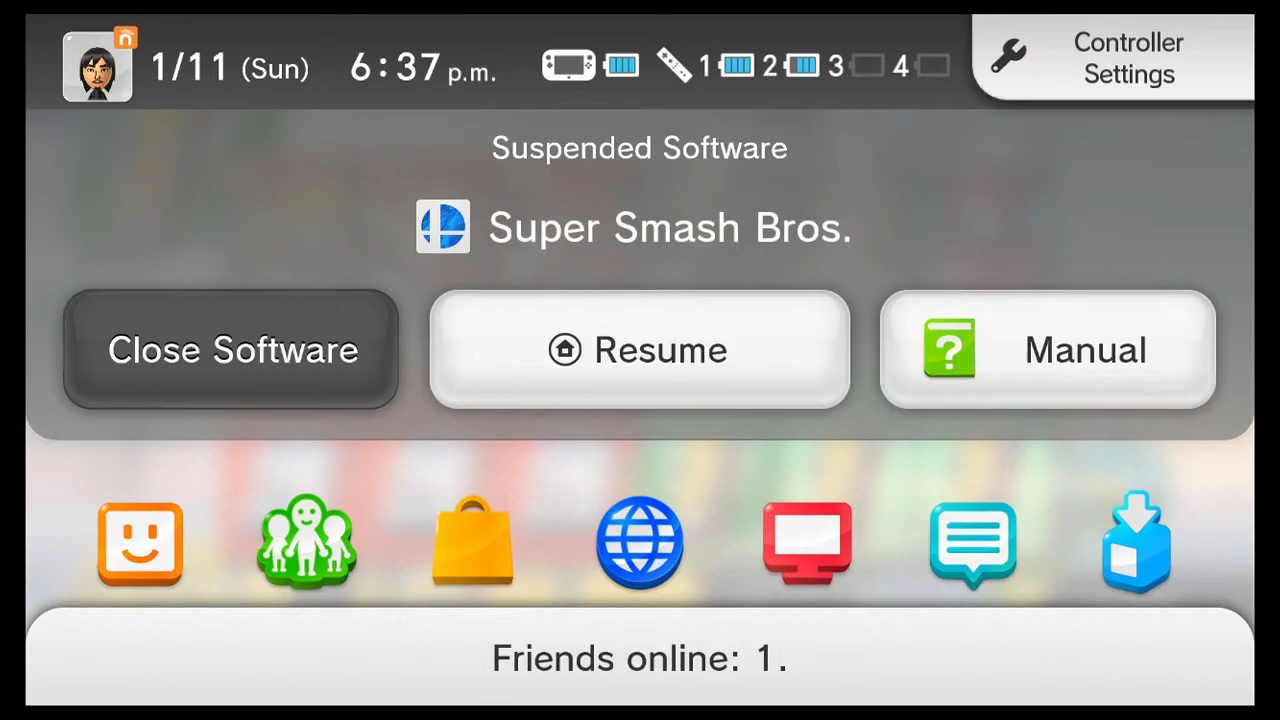 1/11 (Sun) 6:37 p.m. 1 2 3 4
Controller
Settings
Suspended Software
Super Smash Bros.
Close Software
Resume
? Manual
Friends online: 1.